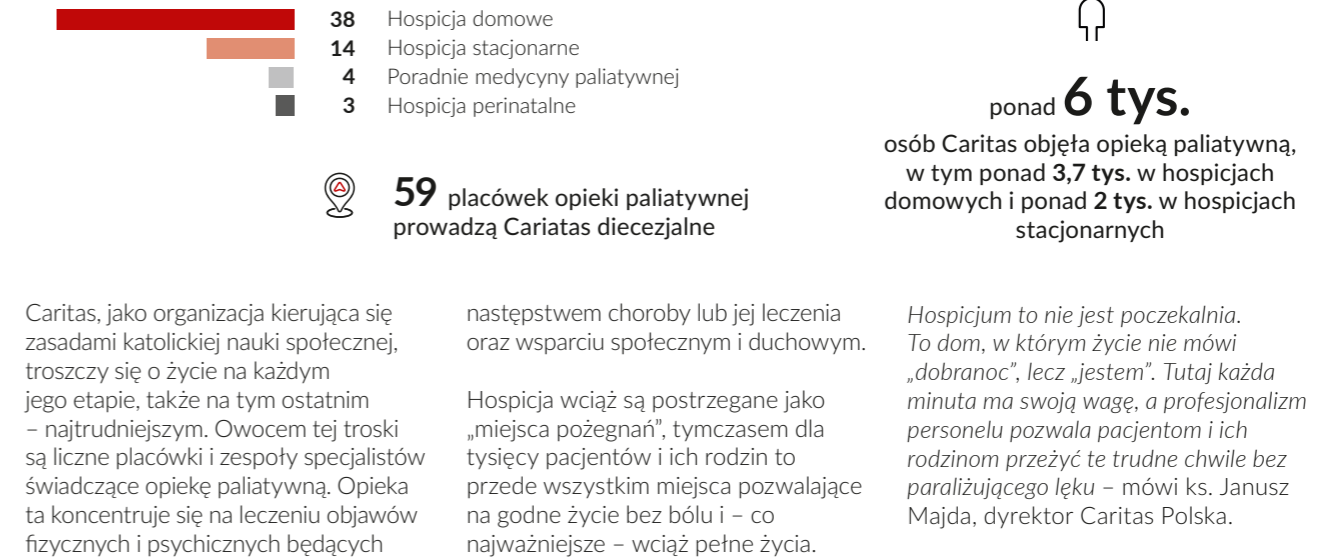 38 Hospicja domowe
14 Hospicja stacjonarne
4 Poradnie medycyny paliatywnej
3 Hospicja perinatalne
59 placówek opieki paliatywnej
prowadzą Cariatas diecezjalne
ponad 6 tys.
osób Caritas objęła opieką paliatywną,
w tym ponad 3,7 tys. w hospicjach
domowych i ponad 2 tys. w hospicjach
stacjonarnych
Caritas, jako organizacja kierująca się
zasadami katolickiej nauki społecznej,
troszczy się o życie na każdym
jego etapie, także na tym ostatnim
– najtrudniejszym. Owocem tej troski
są liczne placówki i zespoły specjalistów
świadczące opiekę paliatywną. Opieka
ta koncentruje się na leczeniu objawów
fizycznych i psychicznych będących
następstwem choroby lub jej leczenia
oraz wsparciu społecznym i duchowym.
Hospicja wciąż są postrzegane jako
„miejsca pożegnań”, tymczasem dla
tysięcy pacjentów i ich rodzin to
przede wszystkim miejsca pozwalające
na godne życie bez bólu i – co
najważniejsze – wciąż pełne życia.
Hospicjum to nie jest poczekalnia.
To dom, w którym życie nie mówi
„dobranoc”, lecz „jestem”. Tutaj każda
minuta ma swoją wagę, a profesjonalizm
personelu pozwala pacjentom i ich
rodzinom przeżyć te trudne chwile bez
paraliżującego lęku – mówi ks. Janusz
Majda, dyrektor Caritas Polska.